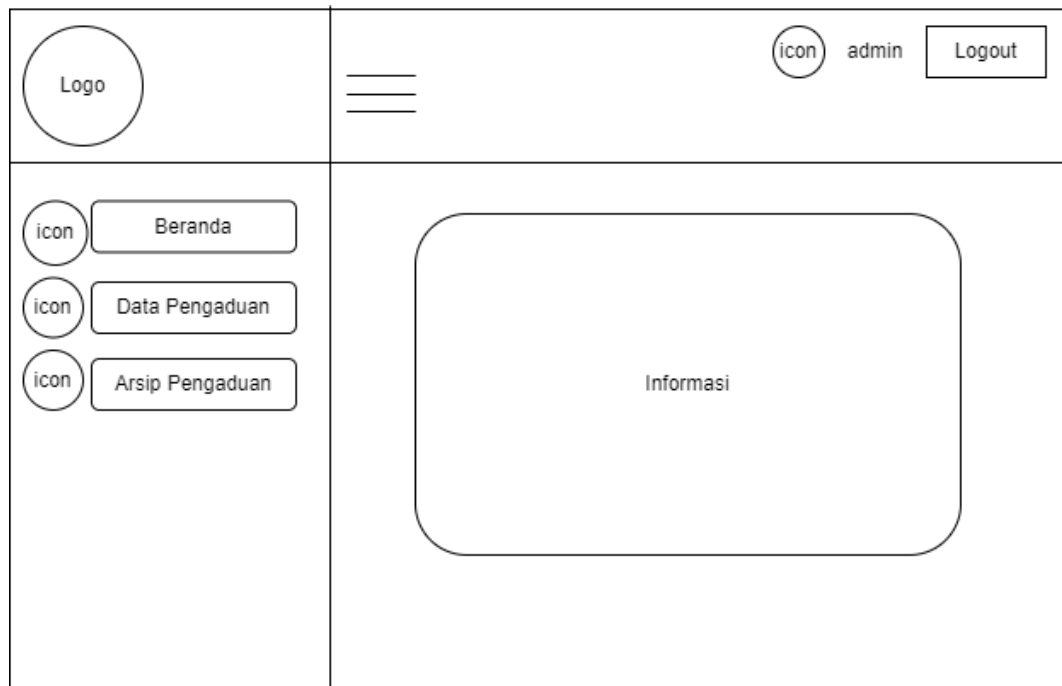 Logo
icon
admin
Logout
icon
Beranda
icon
Data Pengaduan
icon
Arsip Pengaduan
Informasi